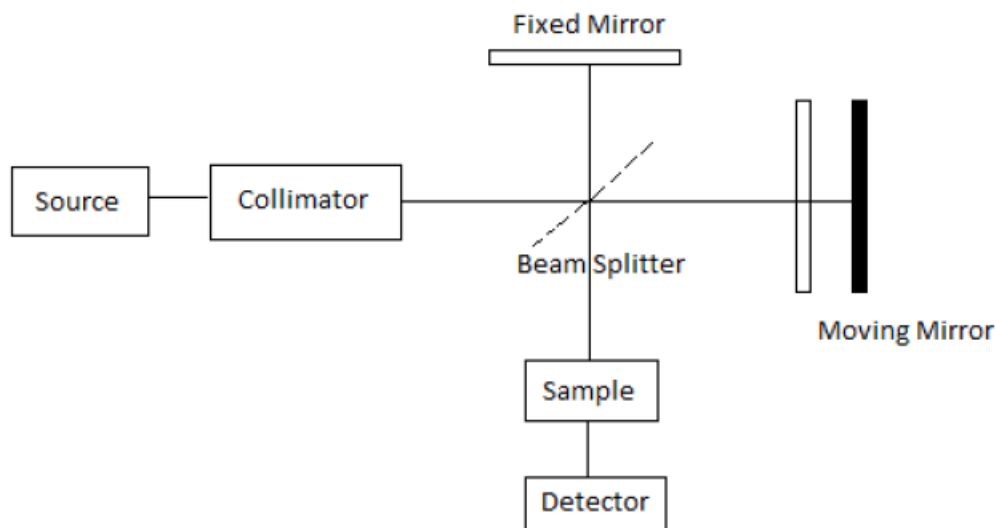 Fixed Mirror
Source
Collimator
Beam Splitter
Moving Mirror
Sample
Detector